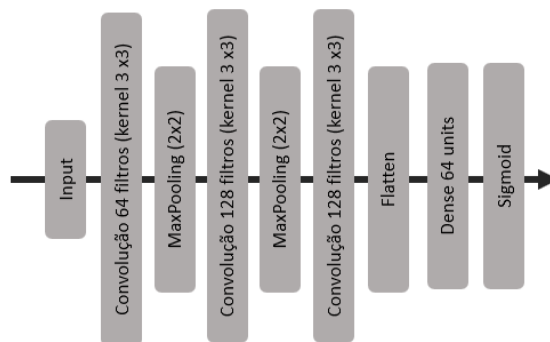 Input
Convolução 64 filtros (kernel 3 x3)
MaxPooling (2x2)
Convolução 128 filtros (kernel 3 x3)
MaxPooling (2x2)
Convolução 128 filtros (kernel 3 x3)
Flatten
Dense 64 units
Sigmoid